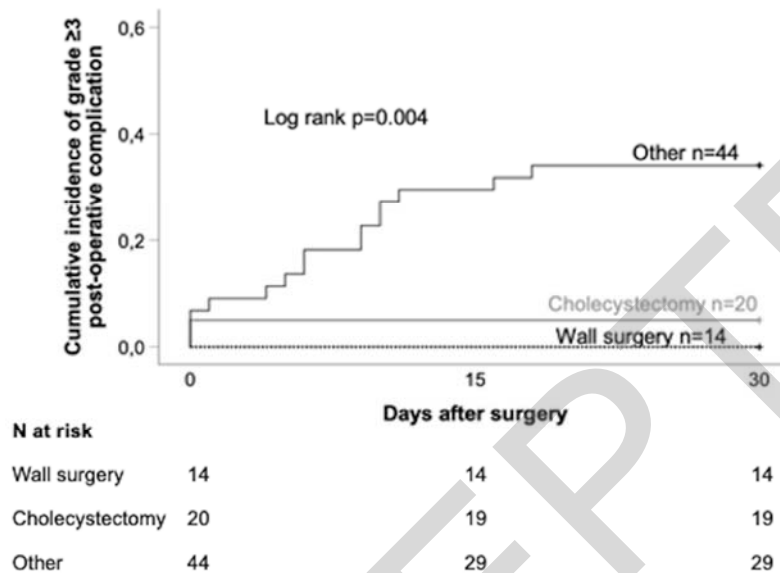 Cumulative incidence of grade ≥3
post-operative complication
0,6
0,4
0,2
0,0
Log rank p=0.004
Other n=44
Cholecystectomy n=20
Wall surgery n=14
0 15 30
Days after surgery
N at risk
Wall surgery 14 14 14
Cholecystectomy 20 19 19
Other 44 29 29